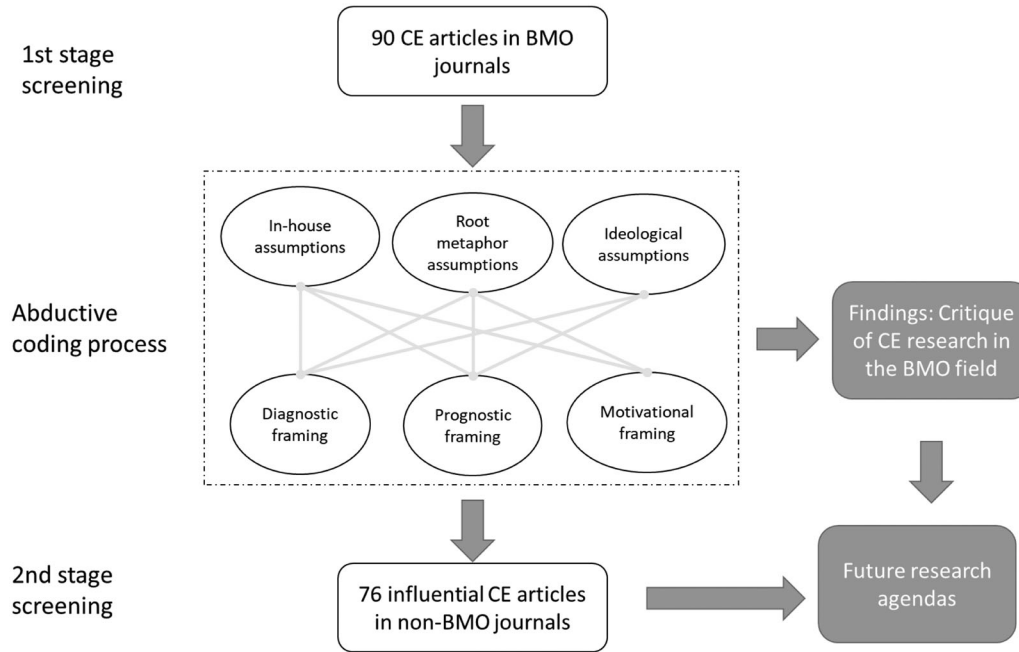 1st stage
screening
90 CE articles in BMO
journals
Abductive
coding process
In-house
assumptions
Root
metaphor
assumptions
Ideological
assumptions
Diagnostic
framing
Prognostic
framing
Motivational
framing
Findings: Critique
of CE research in
the BMO field
2nd stage
screening
76 influential CE articles
in non-BMO journals
Future research
agendas